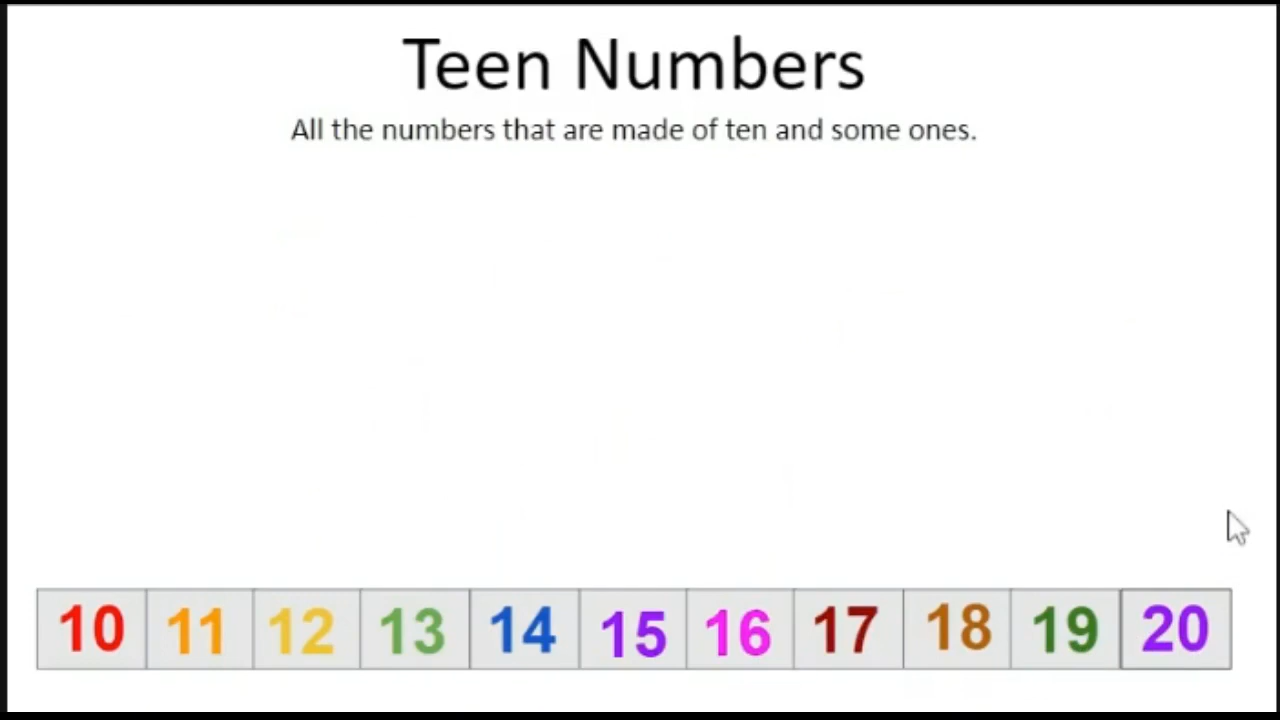 Teen Numbers
All the numbers that are made of ten and some ones.
10 11 12 13 14 15 16 17 18 19 20